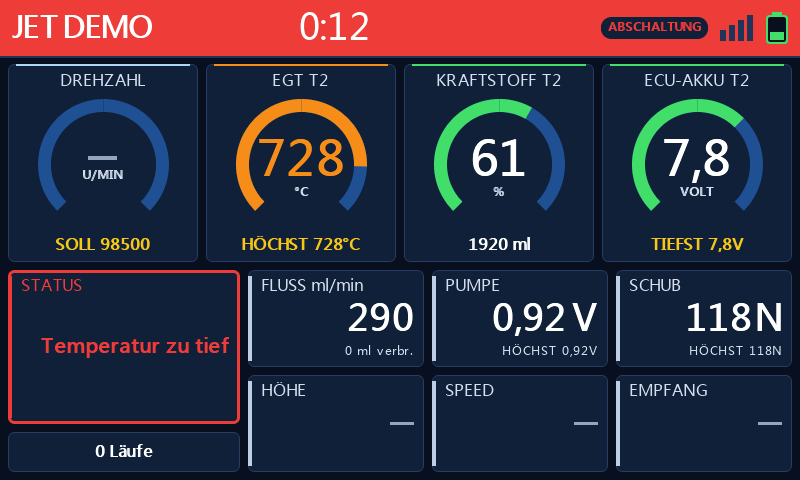 JET DEMO
0:12
ABSCHALTUNG
DREHZAHL
—
U/MIN
SOLL 98500
EGT T2
728
°C
HÖCHST 728°C
KRAFTSTOFF T2
61
%
1920 ml
ECU-AKKU T2
7,8
VOLT
TIEFST 7,8V
STATUS
Temperatur zu tief
0 Läufe
FLUSS ml/min
290
0 ml verbr.
PUMPE
0,92 V
HÖCHST 0,92V
SCHUB
118 N
HÖCHST 118N
HÖHE
—
SPEED
—
EMPFANG
—